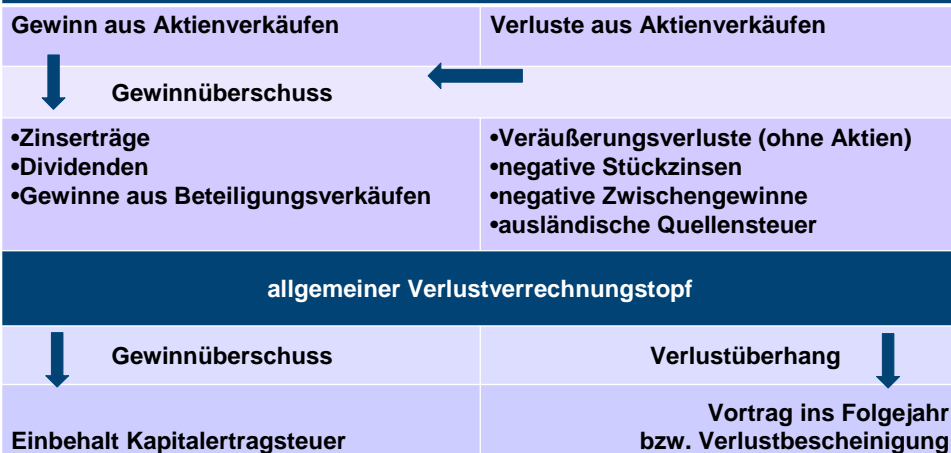 Gewinn aus Aktienverkäufen
Verluste aus Aktienverkäufen
Gewinnüberschuss
•Zinserträge
•Dividenden
•Gewinne aus Beteiligungsverkäufen
•Veräußerungsverluste (ohne Aktien)
•negative Stückzinsen
•negative Zwischengewinne
•ausländische Quellensteuer
allgemeiner Verlustverrechnungstopf
Gewinnüberschuss
Verlustüberhang
Einbehalt Kapitalertragsteuer
Vortrag ins Folgejahr
bzw. Verlustbescheinigung